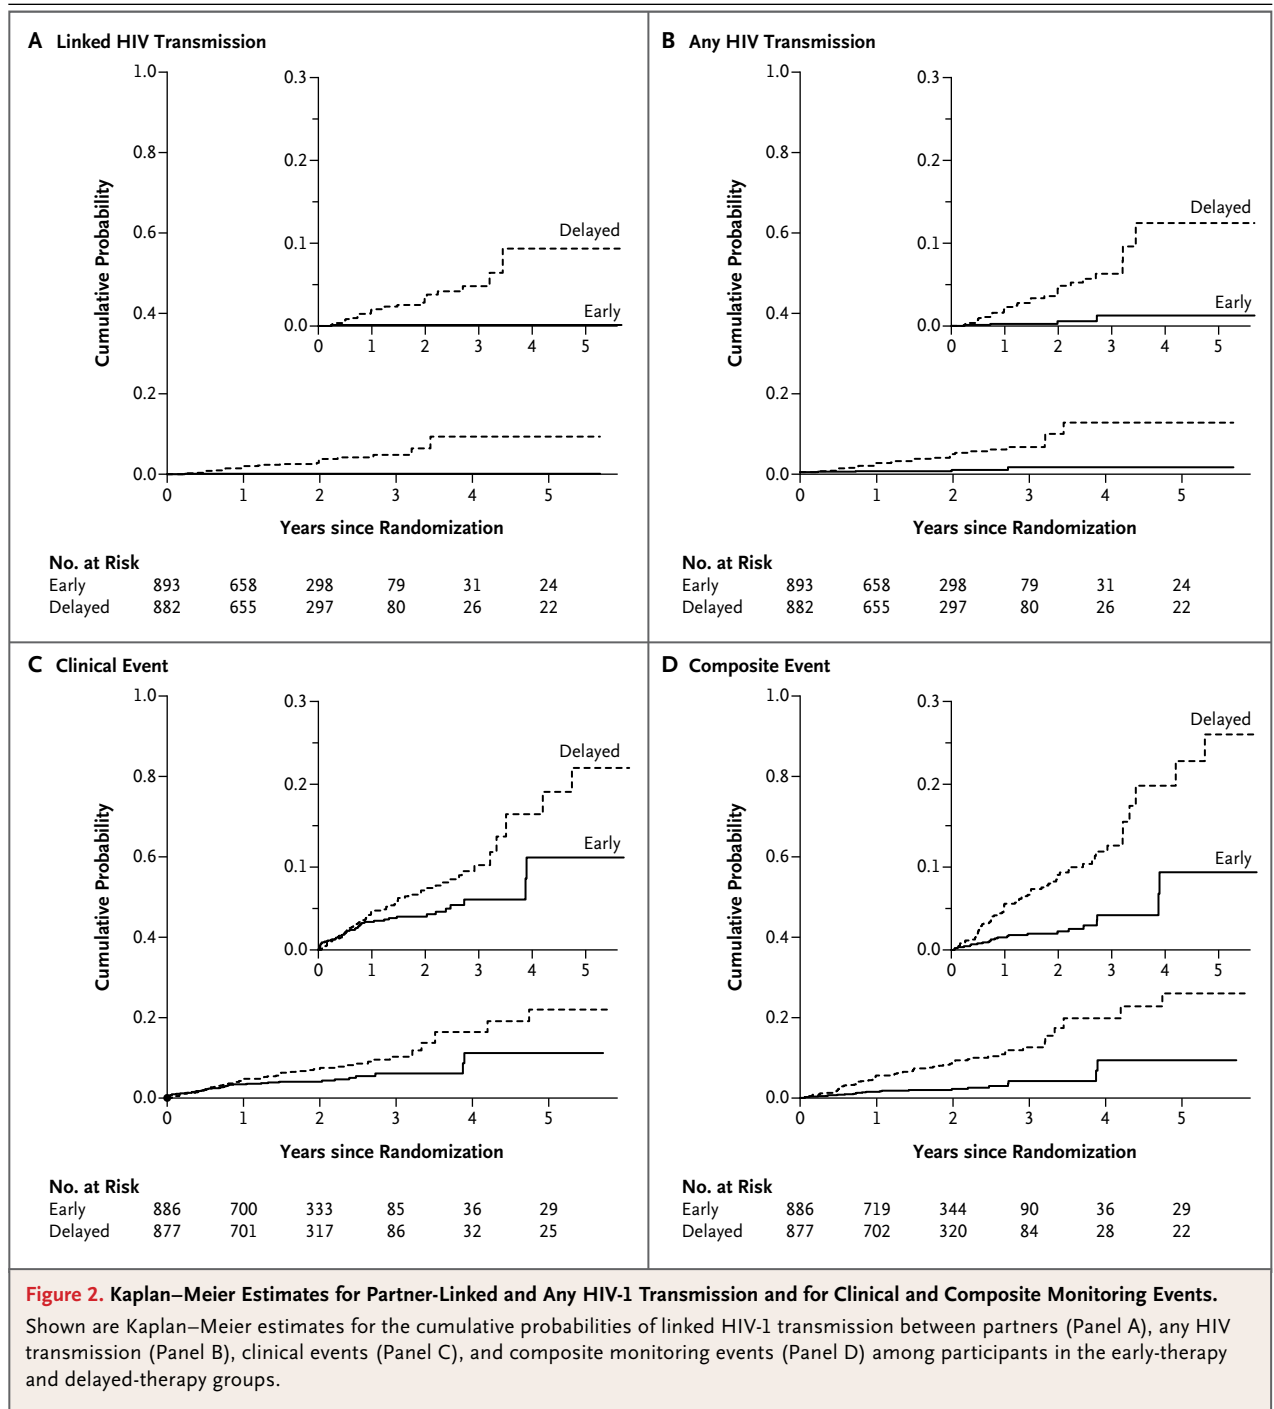 A Linked HIV Transmission
1.0
0.8
0.6
0.4
0.2
0.0
Cumulative Probability
0.3
0.2
0.1
0.0
Delayed
Early
0 1 2 3 4 5
0 1 2 3 4 5
Years since Randomization
No. at Risk
Early 893 658 298 79 31 24
Delayed 882 655 297 80 26 22
B Any HIV Transmission
1.0
0.8
0.6
0.4
0.2
0.0
Cumulative Probability
0.3
0.2
0.1
0.0
Delayed
Early
0 1 2 3 4 5
0 1 2 3 4 5
Years since Randomization
No. at Risk
Early 893 658 298 79 31 24
Delayed 882 655 297 80 26 22
C Clinical Event
1.0
0.8
0.6
0.4
0.2
0.0
Cumulative Probability
0.3
0.2
0.1
0.0
Delayed
Early
0 1 2 3 4 5
0 1 2 3 4 5
Years since Randomization
No. at Risk
Early 886 700 333 85 36 29
Delayed 877 701 317 86 32 25
D Composite Event
1.0
0.8
0.6
0.4
0.2
0.0
Cumulative Probability
0.3
0.2
0.1
0.0
Delayed
Early
0 1 2 3 4 5
0 1 2 3 4 5
Years since Randomization
No. at Risk
Early 886 719 344 90 36 29
Delayed 877 702 320 84 28 22
Figure 2. Kaplan–Meier Estimates for Partner-Linked and Any HIV-1 Transmission and for Clinical and Composite Monitoring Events.
Shown are Kaplan–Meier estimates for the cumulative probabilities of linked HIV-1 transmission between partners (Panel A), any HIV
transmission (Panel B), clinical events (Panel C), and composite monitoring events (Panel D) among participants in the early-therapy
and delayed-therapy groups.